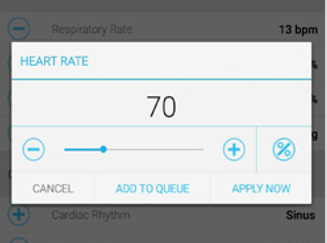 Respiratory Rate 13 bpm
HEART RATE
%
70
%
g
%
CANCEL ADD TO QUEUE APPLY NOW
Cardiac Rhythm Sinus